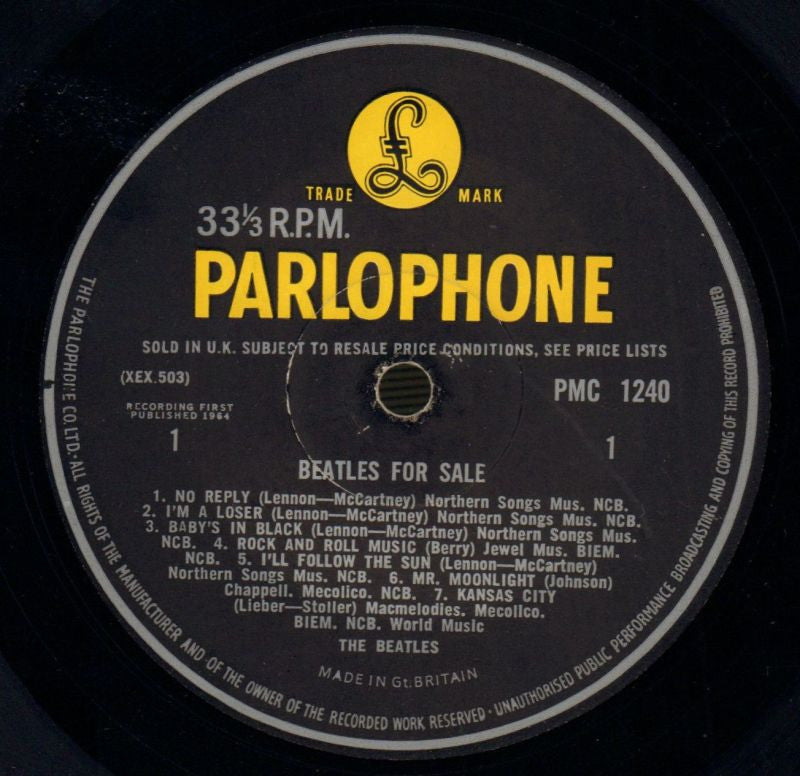 TRADE MARK
33⅓ R.P.M.
PARLOPHONE
SOLD IN U.K. SUBJECT TO RESALE PRICE CONDITIONS, SEE PRICE LISTS
(XEX.503)
PMC 1240
RECORDING FIRST
PUBLISHED 1964
1
1
BEATLES FOR SALE
1. NO REPLY (Lennon—McCartney) Northern Songs Mus. NCB.
2. I'M A LOSER (Lennon—McCartney) Northern Songs Mus. NCB.
3. BABY'S IN BLACK (Lennon—McCartney) Northern Songs Mus.
NCB. 4. ROCK AND ROLL MUSIC (Berry) Jewel Mus. BIEM.
NCB. 5. I'LL FOLLOW THE SUN (Lennon—McCartney)
Northern Songs Mus. NCB. 6. MR. MOONLIGHT (Johnson)
Chappell. Mecolico. NCB. 7. KANSAS CITY
(Lieber—Stoller) Macmelodies. Mecolico.
BIEM. NCB. World Music
THE BEATLES
MADE IN Gt. BRITAIN
THE PARLOPHONE CO. LTD. · ALL RIGHTS OF THE MANUFACTURER AND OF THE OWNER OF THE RECORDED WORK RESERVED · UNAUTHORISED PUBLIC PERFORMANCE BROADCASTING AND COPYING OF THIS RECORD PROHIBITED